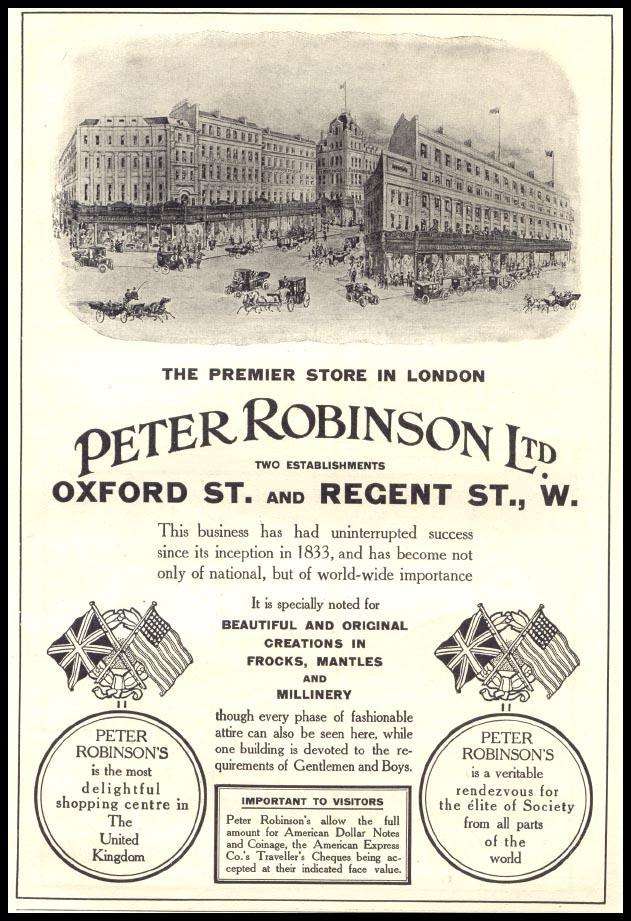 THE PREMIER STORE IN LONDON
PETER ROBINSON LTD.
TWO ESTABLISHMENTS
OXFORD ST. AND REGENT ST., W.
This business has had uninterrupted success
since its inception in 1833, and has become not
only of national, but of world-wide importance
It is specially noted for
BEAUTIFUL AND ORIGINAL
CREATIONS IN
FROCKS, MANTLES
AND
MILLINERY
though every phase of fashionable
attire can also be seen here, while
one building is devoted to the re-
quirements of Gentlemen and Boys.
PETER
ROBINSON'S
is the most
delightful
shopping centre in
The
United
Kingdom
IMPORTANT TO VISITORS
Peter Robinson's allow the full
amount for American Dollar Notes
and Coinage, the American Express
Co.'s Traveller's Cheques being ac-
cepted at their indicated face value.
PETER
ROBINSON'S
is a veritable
rendezvous for
the élite of Society
from all parts
of the
world